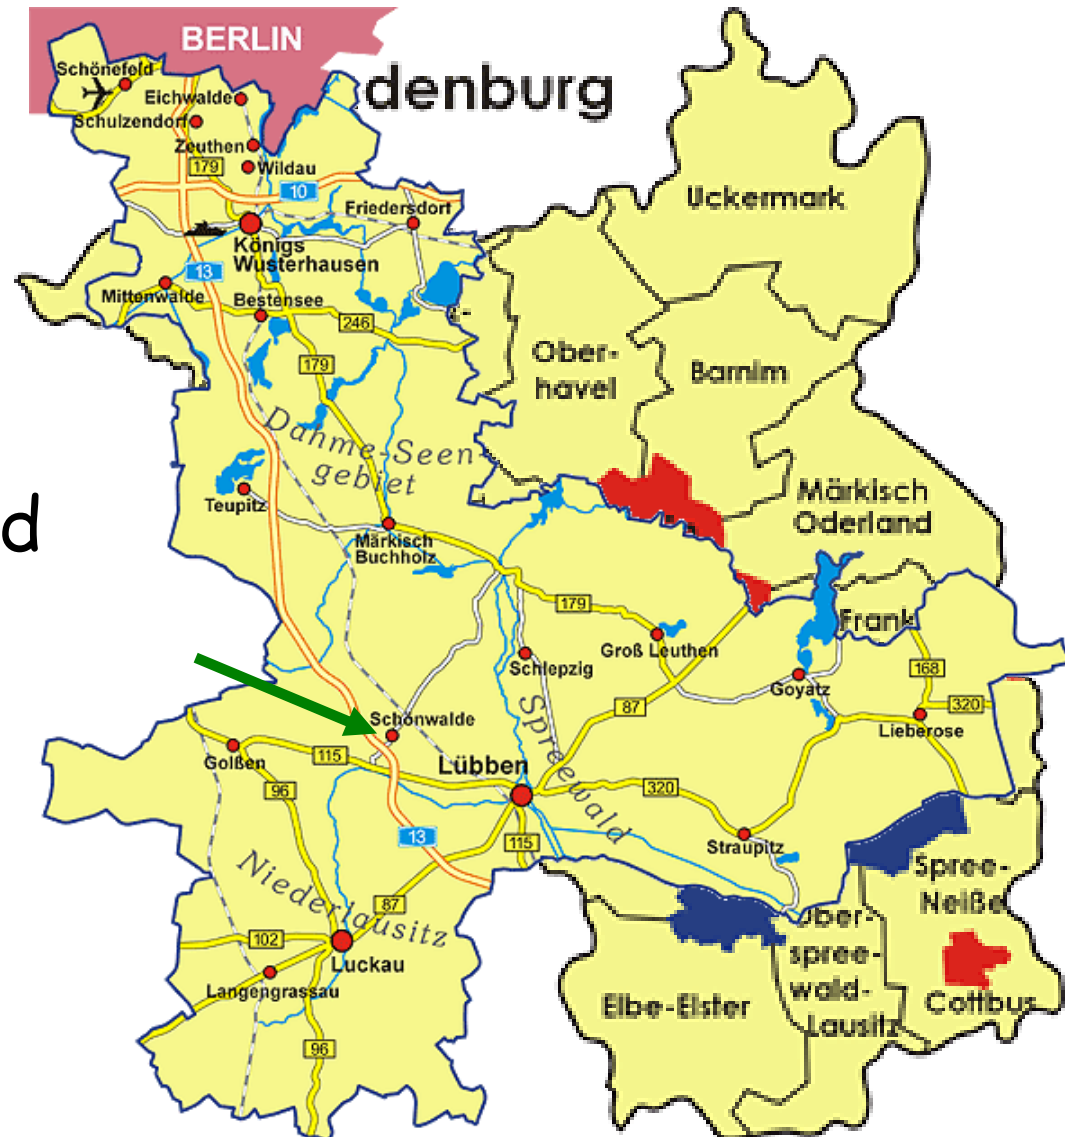 BERLIN
denburg
Schönefeld
Eichwalde
Schulzendorf
Zeuthen
179
Wildau
10
Uckermark
Friedersdorf
Königs
Wusterhausen
13
Mittenwalde
Bestensee
246
179
Ober-
havel
Barnim
Dahme-Seen-
gebiet
Teupitz
Märkisch
Oderland
d
Märkisch
Buchholz
179
Frank
Groß Leuthen
Schlepzig
168
Goyatz
320
87
Lieberose
Schönwalde
Spreewald
Golßen
115
Lübben
96
320
13
115
Straupitz
Niederlausitz
87
Spree-
Neiße
102
Luckau
Langengrassau
Ober-
spree-
wald-
Lausitz
Elbe-Elster
Cottbus
96